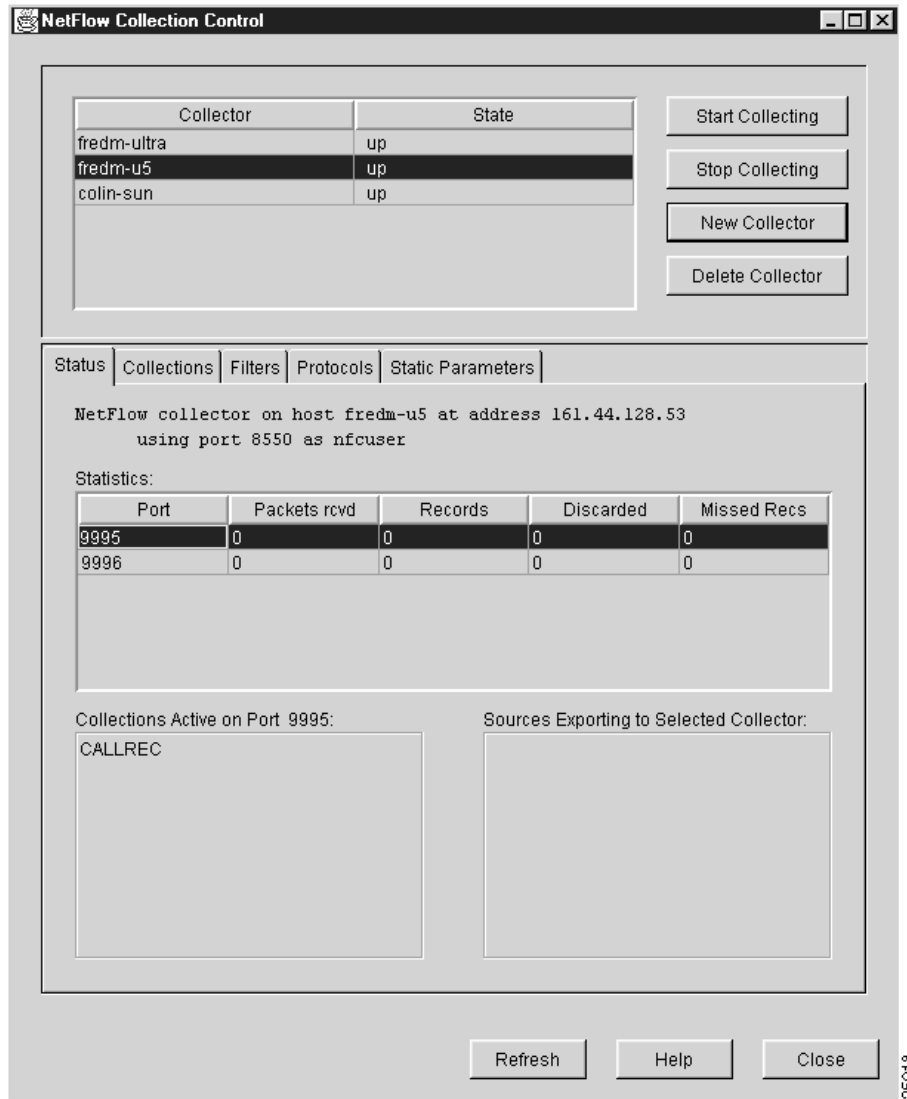 NetFlow Collection Control
Collector State
fredm-ultra up
fredm-u5 up
colin-sun up
Start Collecting
Stop Collecting
New Collector
Delete Collector
Status Collections Filters Protocols Static Parameters
NetFlow collector on host fredm-u5 at address 161.44.128.53
using port 8550 as nfcuser
Statistics:
Port Packets rcvd Records Discarded Missed Recs
9995 0 0 0 0
9996 0 0 0 0
Collections Active on Port 9995:
CALLREC
Sources Exporting to Selected Collector:
Refresh Help Close